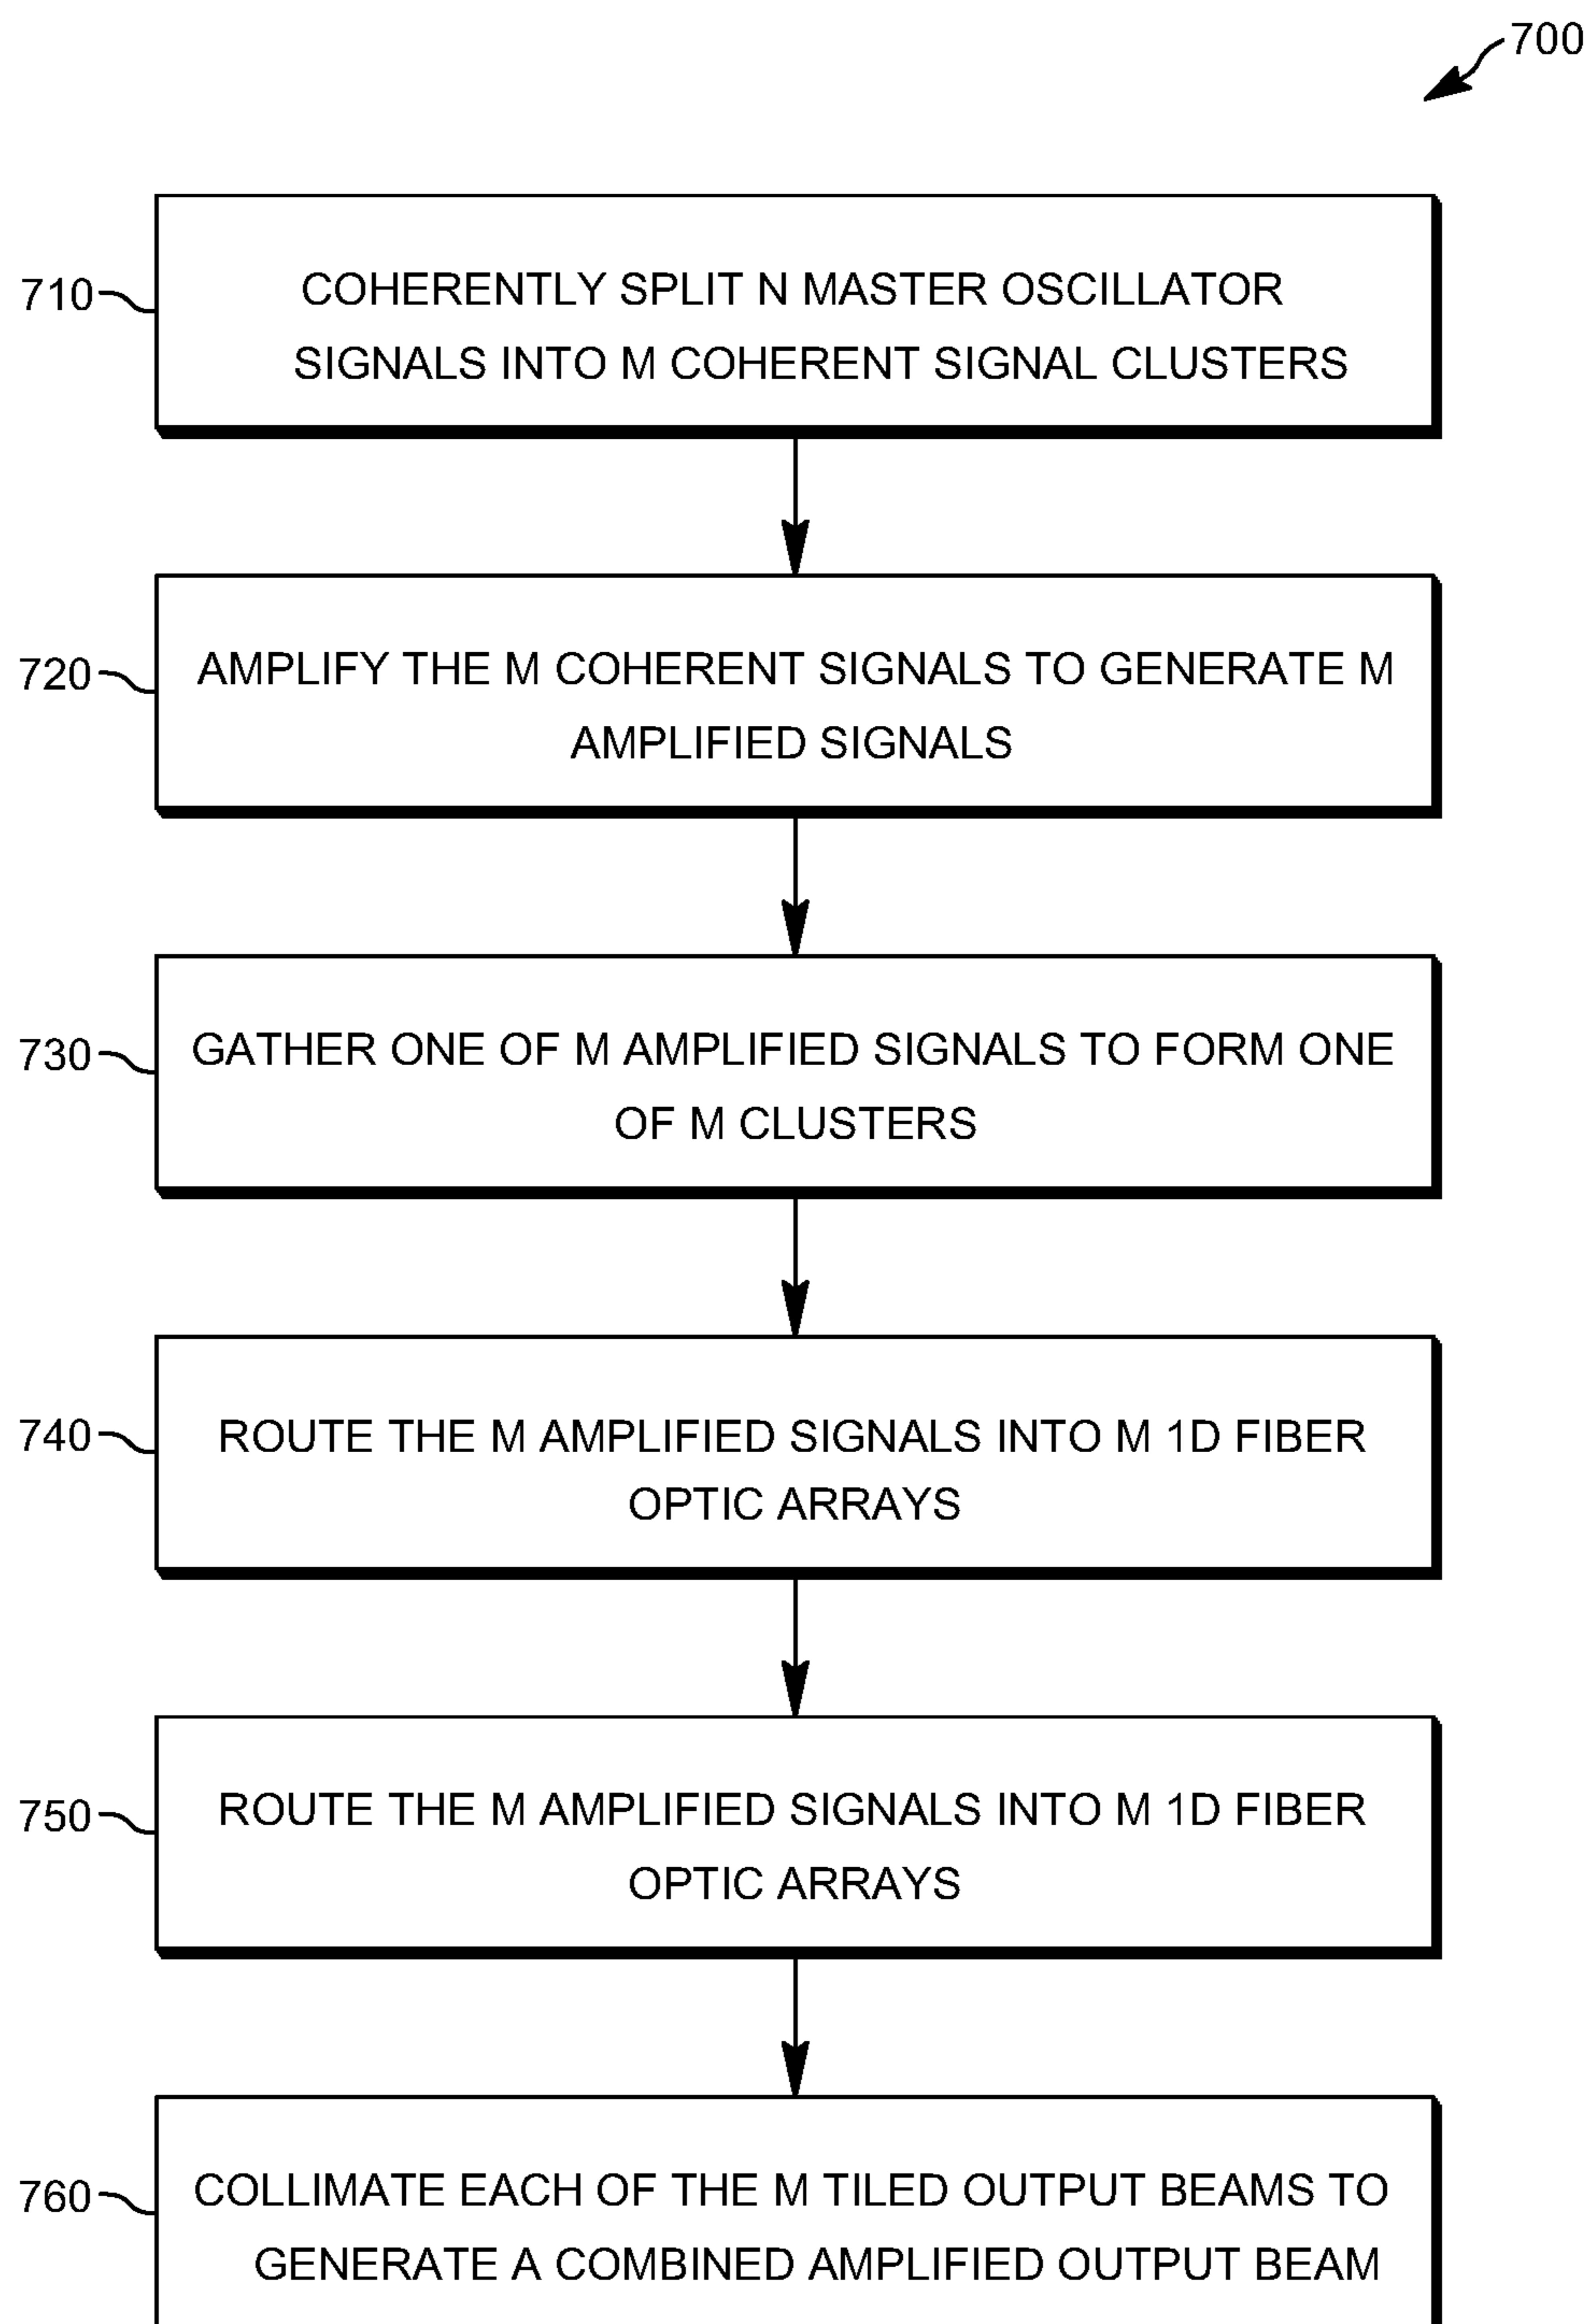 700
710
COHERENTLY SPLIT N MASTER OSCILLATOR
SIGNALS INTO M COHERENT SIGNAL CLUSTERS
720
AMPLIFY THE M COHERENT SIGNALS TO GENERATE M
AMPLIFIED SIGNALS
730
GATHER ONE OF M AMPLIFIED SIGNALS TO FORM ONE
OF M CLUSTERS
740
ROUTE THE M AMPLIFIED SIGNALS INTO M 1D FIBER
OPTIC ARRAYS
750
ROUTE THE M AMPLIFIED SIGNALS INTO M 1D FIBER
OPTIC ARRAYS
760
COLLIMATE EACH OF THE M TILED OUTPUT BEAMS TO
GENERATE A COMBINED AMPLIFIED OUTPUT BEAM